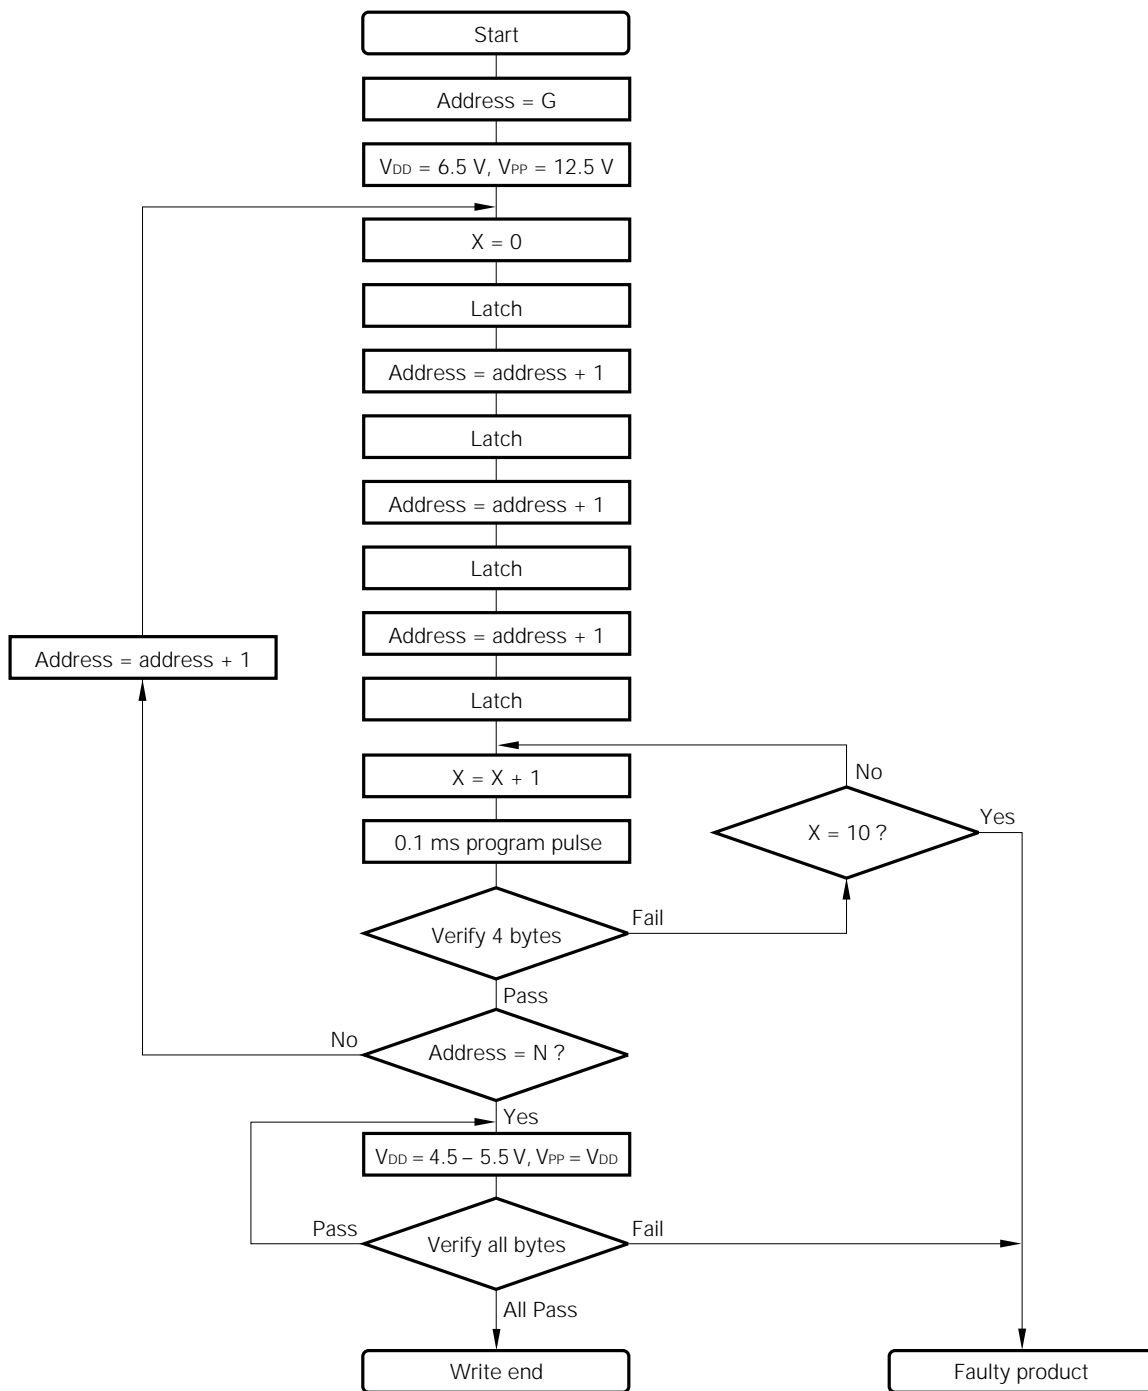 Start
Address = G
VDD = 6.5 V, VPP = 12.5 V
X = 0
Latch
Address = address + 1
Latch
Address = address + 1
Latch
Address = address + 1
Address = address + 1
Latch
X = X + 1
No
X = 10 ?
Yes
0.1 ms program pulse
Verify 4 bytes
Fail
Pass
No
Address = N ?
Yes
VDD = 4.5 – 5.5 V, VPP = VDD
Pass
Verify all bytes
Fail
All Pass
Write end
Faulty product